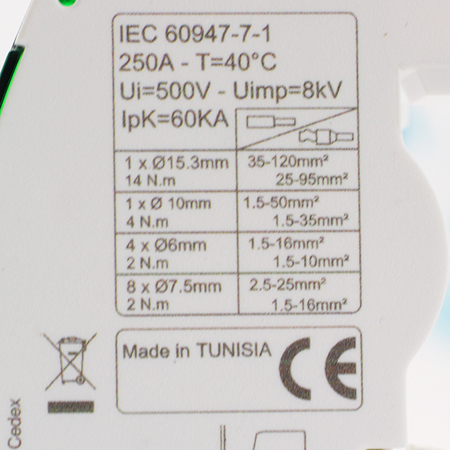 IEC 60947-7-1
250A - T=40°C
Ui=500V - Uimp=8kV
IpK=60KA
1 x Ø15.3mm 35-120mm²
14 N.m 25-95mm²
1 x Ø 10mm 1.5-50mm²
4 N.m 1.5-35mm²
4 x Ø6mm 1.5-16mm²
2 N.m 1.5-10mm²
8 x Ø7.5mm 2.5-25mm²
2 N.m 1.5-16mm²
Made in TUNISIA CE
Cedex